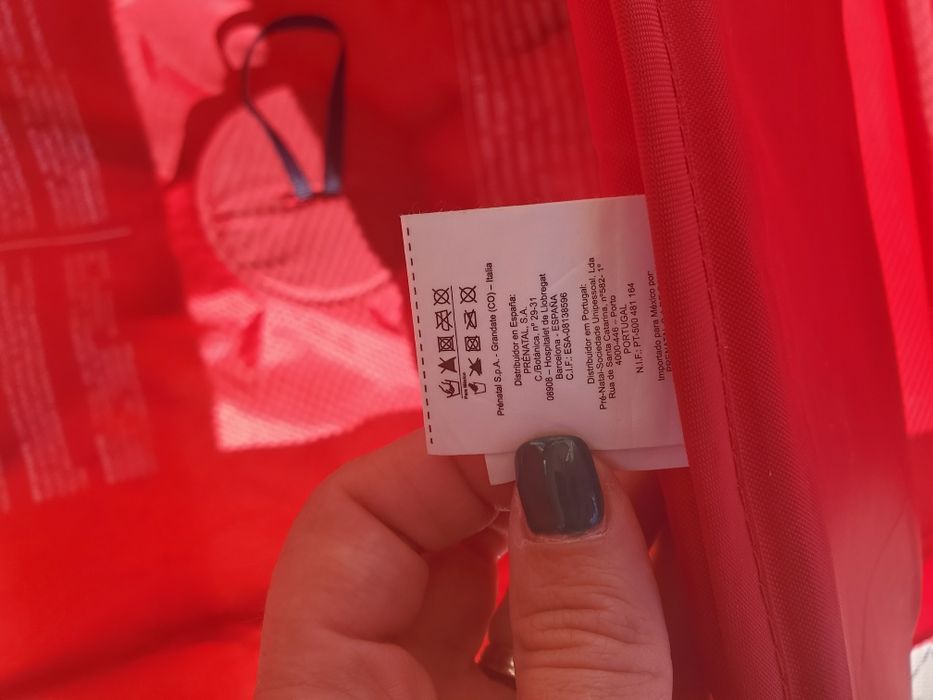 Prénatal S.p.A. - Grandate (CO) – Italia
Distribuidor en España:
PRÉNATAL, S.A.
C./Botánica, nº 29-31
08908 – Hospitalet de Llobregat
Barcelona - ESPAÑA
C.I.F.: ESA-08138596
Distribuidor em Portugal:
Pré-Natal-Sociedade Unipessoal, Lda
Rua de Santa Catarina, nº582- 1º
4000-446 – Porto
PORTUGAL
N.I.F.: PT-500 481 164
Importado para México por